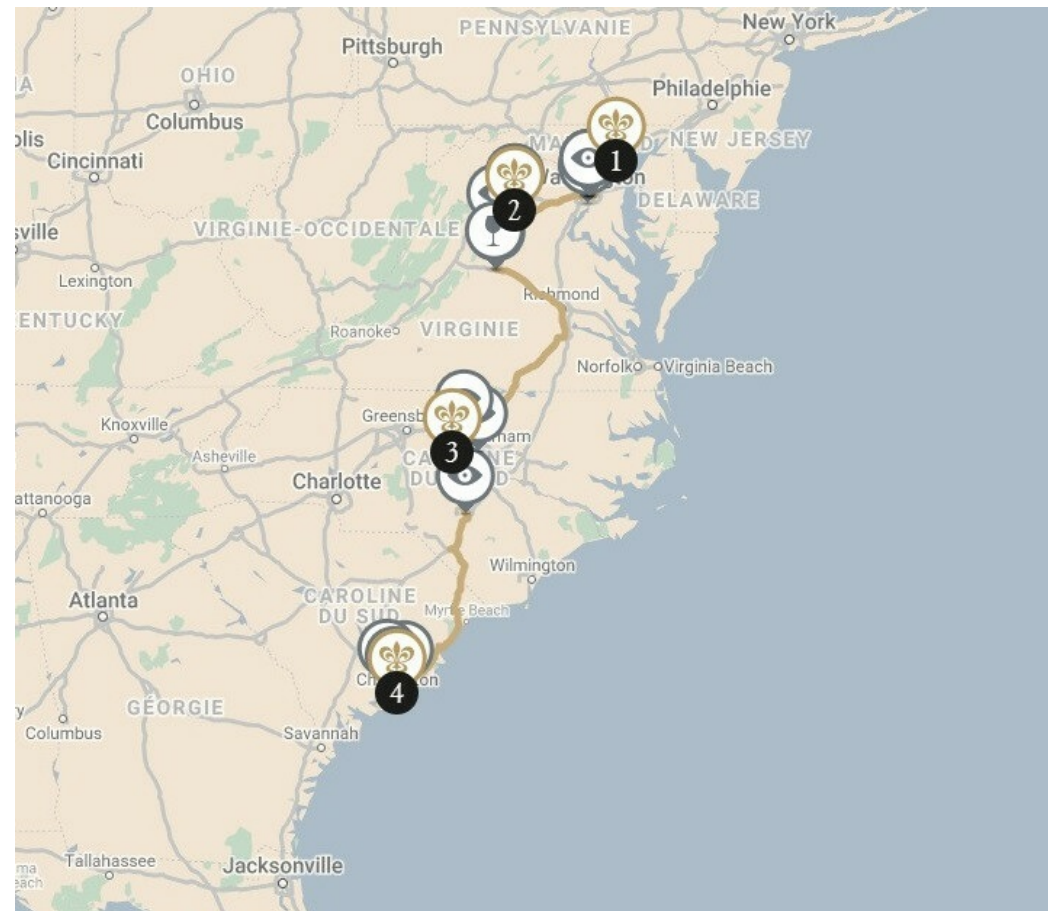 New York
PENNSYLVANIE
Pittsburgh
OHIO
Philadelphie
Columbus
NEW JERSEY
Cincinnati
1
DELAWARE
2
VIRGINIE-OCCIDENTALE
Lexington
Richmond
Roanoke
VIRGINIE
Norfolk
Virginia Beach
Knoxville
3
Asheville
Charlotte
Wilmington
Atlanta
CAROLINE
DU SUD
Myrtle Beach
4
GÉORGIE
Columbus
Savannah
Tallahassee
Jacksonville